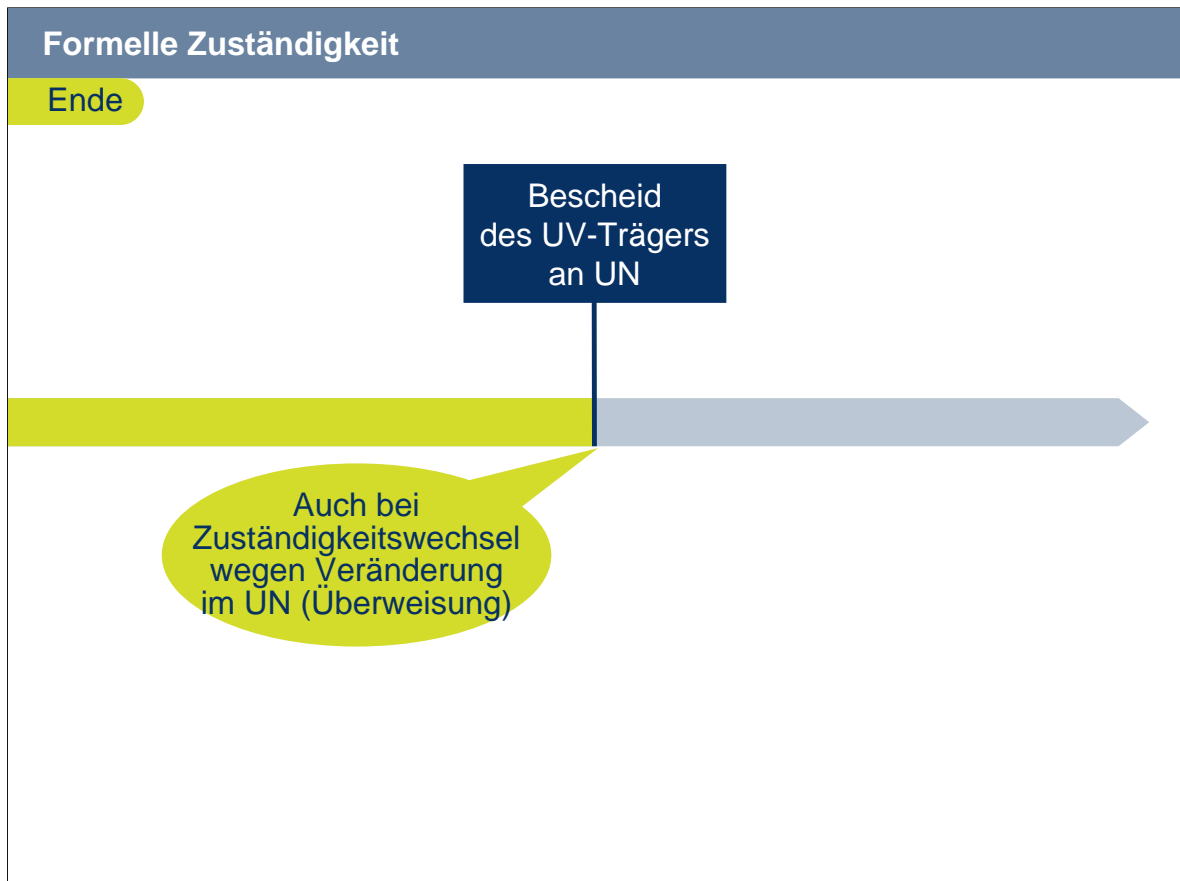 Formelle Zuständigkeit
Ende
Bescheid
des UV-Trägers
an UN
Auch bei
Zuständigkeitswechsel
wegen Veränderung
im UN (Überweisung)